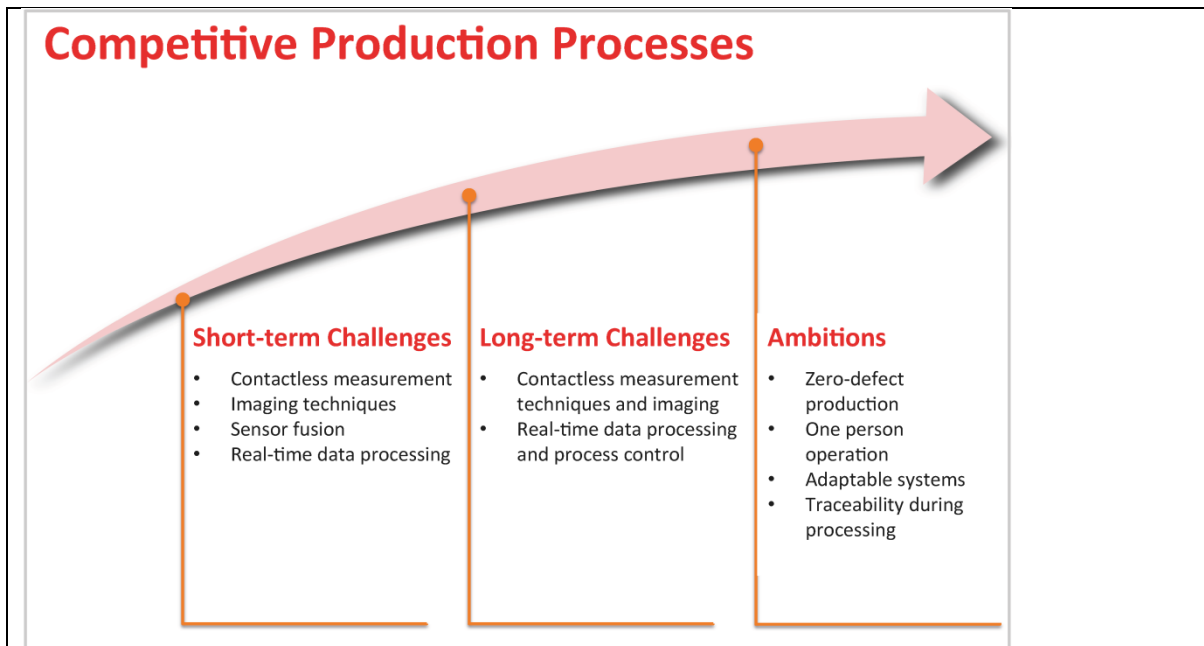 Competitive Production Processes
Short-term Challenges
• Contactless measurement
• Imaging techniques
• Sensor fusion
• Real-time data processing
Long-term Challenges
• Contactless measurement
techniques and imaging
• Real-time data processing
and process control
Ambitions
• Zero-defect
production
• One person
operation
• Adaptable systems
• Traceability during
processing